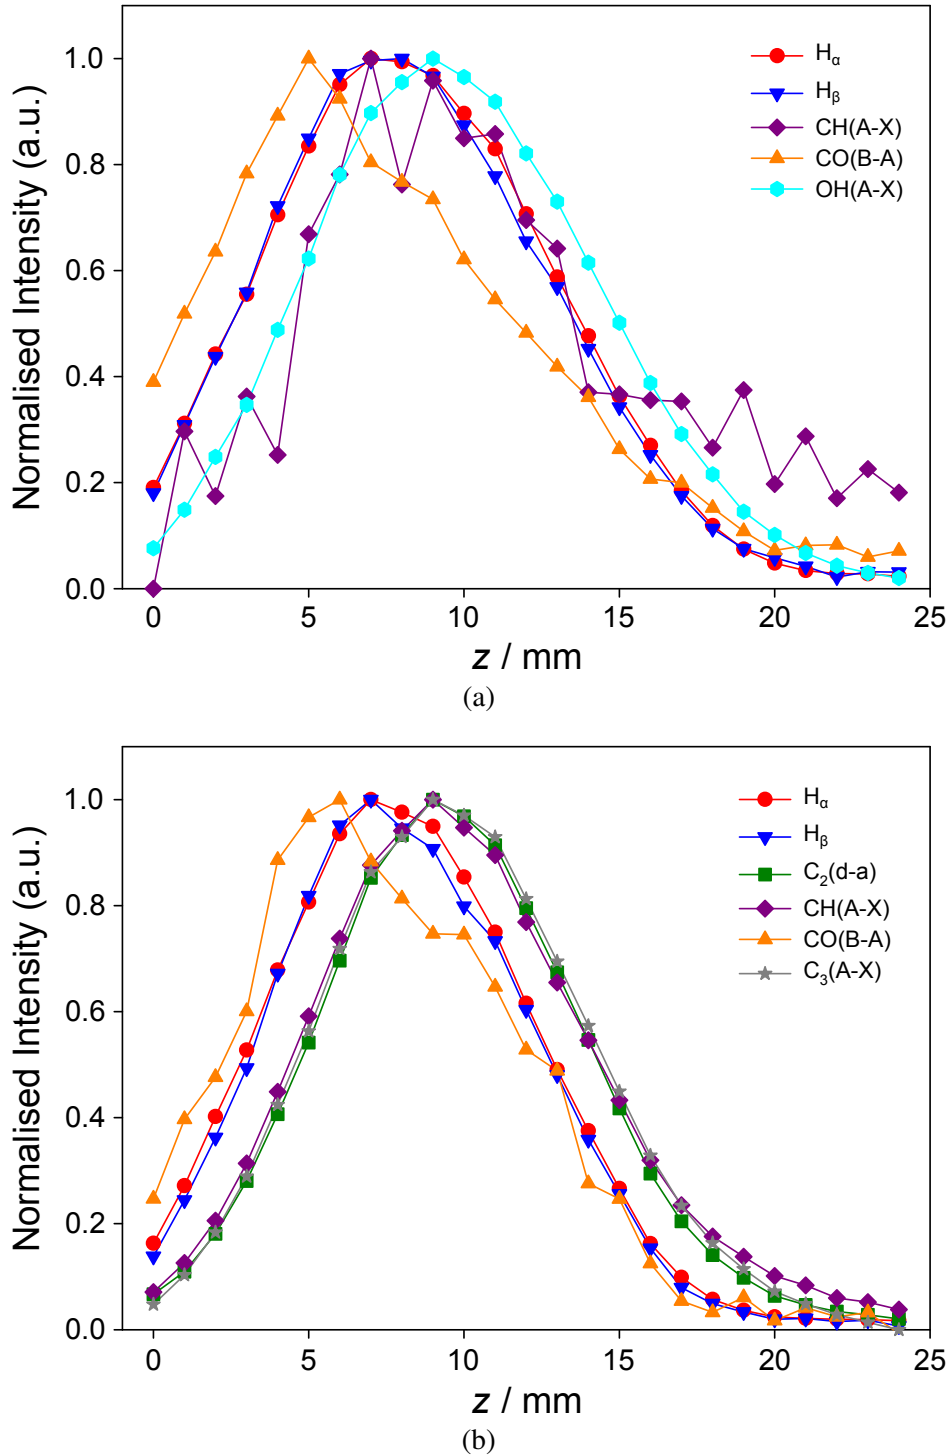 1.0
0.8
0.6
0.4
0.2
0.0
Normalised Intensity (a.u.)
Hα
Hβ
CH(A-X)
CO(B-A)
OH(A-X)
0 5 10 15 20 25
z / mm
(a)
1.0
0.8
0.6
0.4
0.2
0.0
Normalised Intensity (a.u.)
Hα
Hβ
C₂(d-a)
CH(A-X)
CO(B-A)
C₃(A-X)
0 5 10 15 20 25
z / mm
(b)